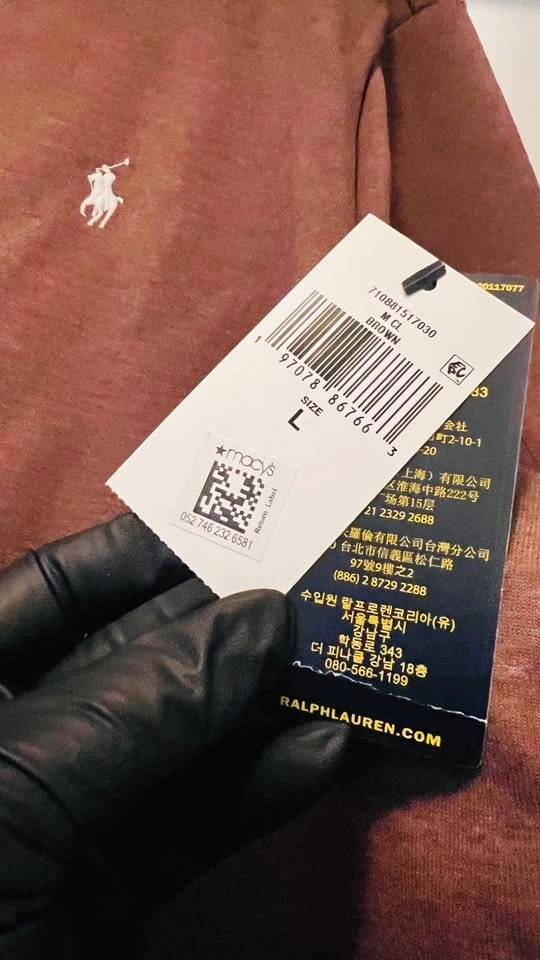 710881517030
M CL
BROWN
1 97078 86766 3
SIZE
L
★macy's
Return Label
052 746 232 6581
00117077
会社
町2-10-1
-20
上海）有限公司
区淮海中路222号
场第15层
21 2329 2688
羅倫有限公司台灣分公司
台北市信義區松仁路
97號9樓之2
(886) 2 8729 2288
수입원 랄프로렌코리아(유)
서울특별시
강남구
학동로 343
더 피나클 강남 18층
080-566-1199
RALPHLAUREN.COM